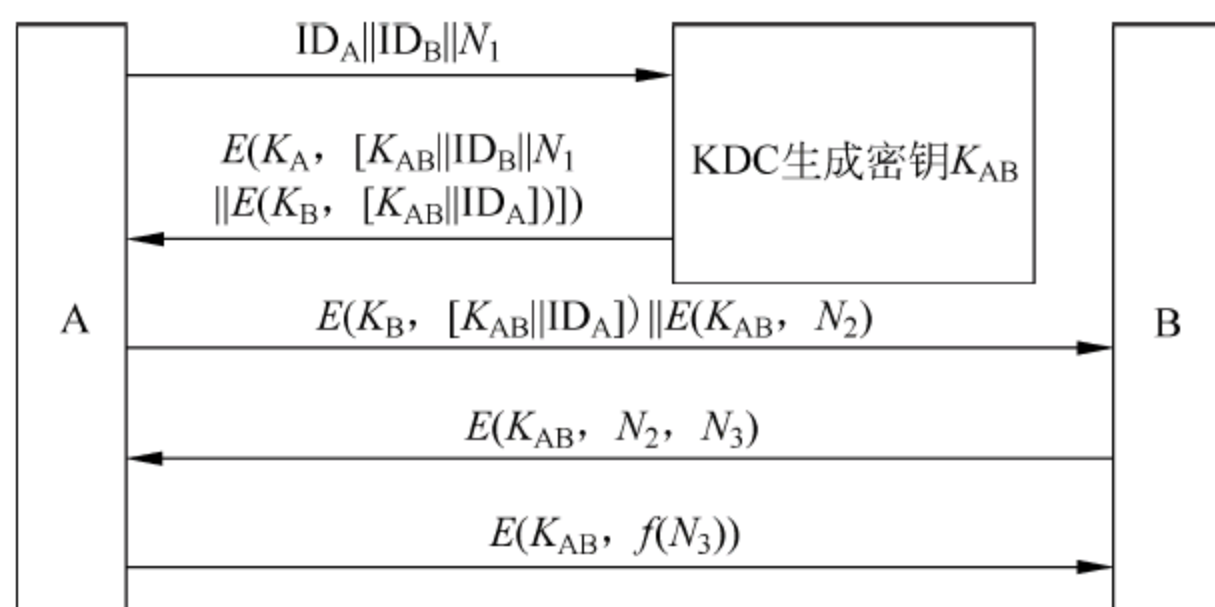 ID_A||ID_B||N_1
E(K_A，[K_AB||ID_B||N_1
||E(K_B，[K_AB||ID_A])])
KDC生成密钥K_AB
A
E(K_B，[K_AB||ID_A])||E(K_AB，N_2)
B
E(K_AB，N_2，N_3)
E(K_AB，f(N_3))